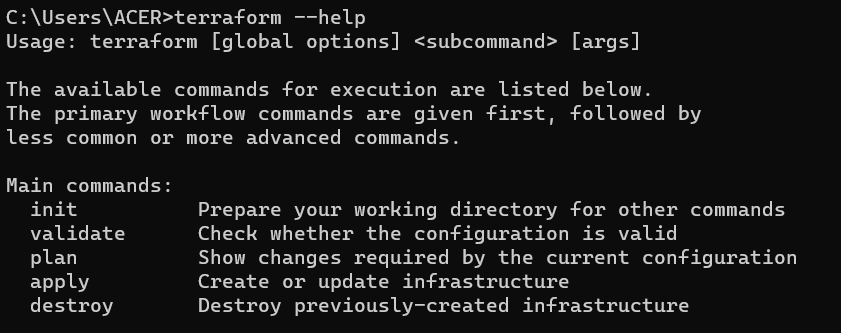 C:\Users\ACER>terraform --help
Usage: terraform [global options] <subcommand> [args]
The available commands for execution are listed below.
The primary workflow commands are given first, followed by
less common or more advanced commands.
Main commands:
init Prepare your working directory for other commands
validate Check whether the configuration is valid
plan Show changes required by the current configuration
apply Create or update infrastructure
destroy Destroy previously-created infrastructure